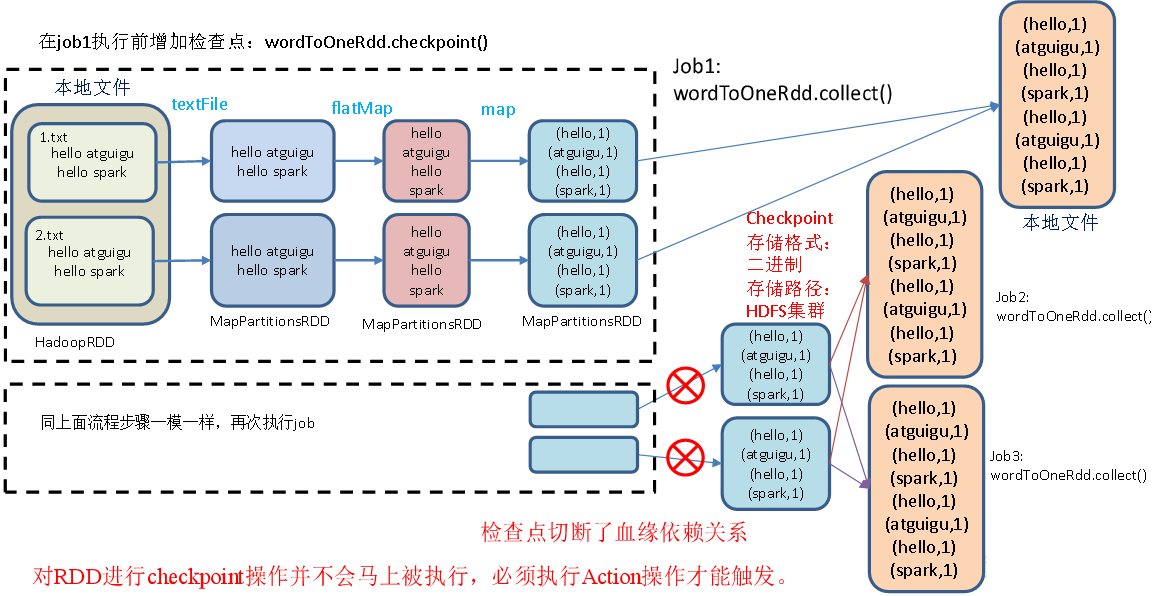 在job1执行前增加检查点：wordToOneRdd.checkpoint()
本地文件
textFile
flatMap
map
1.txt
hello atguigu
hello spark
hello atguigu
hello spark
hello
atguigu
hello
spark
(hello,1)
(atguigu,1)
(hello,1)
(spark,1)
2.txt
hello atguigu
hello spark
hello atguigu
hello spark
hello
atguigu
hello
spark
(hello,1)
(atguigu,1)
(hello,1)
(spark,1)
HadoopRDD
MapPartitionsRDD
MapPartitionsRDD
MapPartitionsRDD
Job1:
wordToOneRdd.collect()
(hello,1)
(atguigu,1)
(hello,1)
(spark,1)
(hello,1)
(atguigu,1)
(hello,1)
(spark,1)
本地文件
Checkpoint
存储格式：
二进制
存储路径：
HDFS集群
(hello,1)
(atguigu,1)
(hello,1)
(spark,1)
(hello,1)
(atguigu,1)
(hello,1)
(spark,1)
Job2:
wordToOneRdd.collect()
同上面流程步骤一模一样，再次执行job
(hello,1)
(atguigu,1)
(hello,1)
(spark,1)
(hello,1)
(atguigu,1)
(hello,1)
(spark,1)
(hello,1)
(atguigu,1)
(hello,1)
(spark,1)
(hello,1)
(atguigu,1)
(hello,1)
(spark,1)
Job3:
wordToOneRdd.collect()
检查点切断了血缘依赖关系
对RDD进行checkpoint操作并不会马上被执行，必须执行Action操作才能触发。